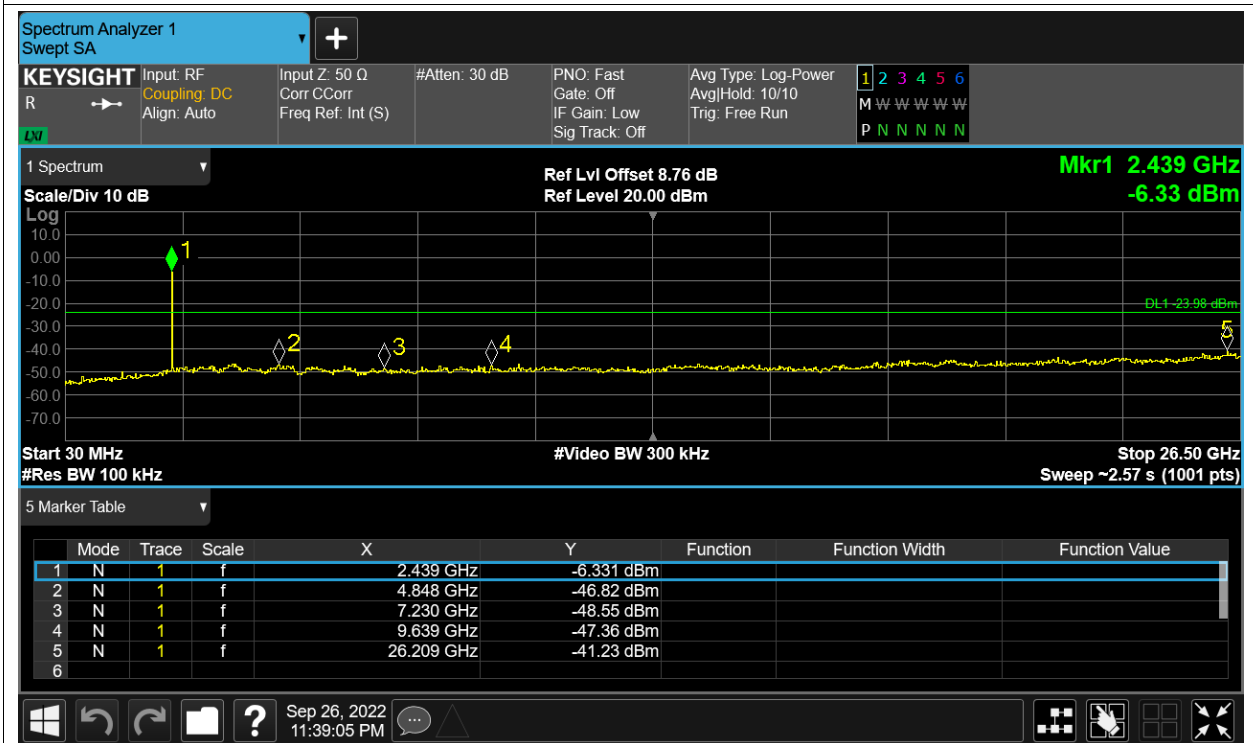 Spectrum Analyzer 1
Swept SA
KEYSIGHT
R
LXI
Input: RF
Coupling: DC
Align: Auto
Input Z: 50 Ω
Corr CCorr
Freq Ref: Int (S)
#Atten: 30 dB
PNO: Fast
Gate: Off
IF Gain: Low
Sig Track: Off
Avg Type: Log-Power
Avg|Hold: 10/10
Trig: Free Run
1 2 3 4 5 6
M W W W W W
P N N N N N
1 Spectrum
Scale/Div 10 dB
Ref Lvl Offset 8.76 dB
Ref Level 20.00 dBm
Mkr1 2.439 GHz
-6.33 dBm
Log
10.0
0.00
-10.0
-20.0
-30.0
-40.0
-50.0
-60.0
-70.0
1
2
3
4
5
DL1 -23.98 dBm
Start 30 MHz
#Res BW 100 kHz
#Video BW 300 kHz
Stop 26.50 GHz
Sweep ~2.57 s (1001 pts)
5 Marker Table
Mode Trace Scale X Y Function Function Width Function Value
1 N 1 f 2.439 GHz -6.331 dBm
2 N 1 f 4.848 GHz -46.82 dBm
3 N 1 f 7.230 GHz -48.55 dBm
4 N 1 f 9.639 GHz -47.36 dBm
5 N 1 f 26.209 GHz -41.23 dBm
6
?
Sep 26, 2022
11:39:05 PM